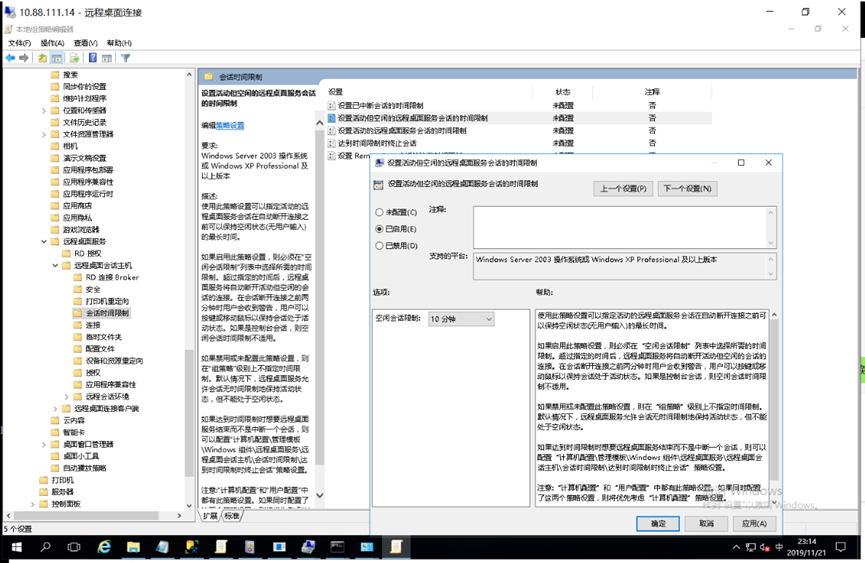 10.88.111.14 - 远程桌面连接
本地组策略编辑器
文件(F) 操作(A) 查看(V) 帮助(H)
搜索
同步你的设置
维护计划程序
位置和传感器
文件历史记录
文件资源管理器
相机
演示文稿设置
应用程序包部署
应用程序兼容性
应用程序运行时
应用商店
应用隐私
游戏浏览器
远程桌面服务
RD 授权
远程桌面会话主机
RD 连接 Broker
安全
打印机重定向
会话时间限制
连接
临时文件夹
配置文件
设备和资源重定向
授权
应用程序兼容性
远程会话环境
远程桌面连接客户端
云内容
智能卡
桌面窗口管理器
桌面小工具
自动播放策略
打印机
服务器
控制面板
5 个设置
会话时间限制
设置活动但空闲的远程桌面服务会话
的时间限制
编辑策略设置
要求:
Windows Server 2003 操作系统
或 Windows XP Professional 及
以上版本
描述:
使用此策略设置可以指定活动的远
程桌面服务会话在自动断开连接之
前可以保持空闲状态(无用户输入)
的最长时间。
如果启用此策略设置，则必须在"空
闲会话限制"列表中选择所需的时间
限制。超过指定的时间后，远程桌
面服务将自动断开活动但空闲的会
话的连接。在会话断开连接之前两
分钟时用户会收到警告，用户可以
按键或移动鼠标以保持会话处于活
动状态。如果是控制台会话，则空
闲会话时间限制不适用。
如果禁用或未配置此策略设置，则
在"组策略"级别上不指定时间限
制。默认情况下，远程桌面服务允
许会话无时间限制地保持活动状
态，但不能处于空闲状态。
如果达到时间限制时想要远程桌面
服务结束而不是中断一个会话，则
可以配置"计算机配置\管理模板
\Windows 组件\远程桌面服务\远
程桌面会话主机\会话时间限制\达
到时间限制时终止会话"策略设置。
注意:"计算机配置"和"用户配置"中
都有此策略设置。如果同时配置了
扩展 标准
设置 状态 注释
设置已中断会话的时间限制 未配置 否
设置活动但空闲的远程桌面服务会话的时间限制 未配置 否
设置活动的远程桌面服务会话的时间限制 未配置 否
达到时间限制时终止会话 未配置 否
设置
设置活动但空闲的远程桌面服务会话的时间限制
设置活动但空闲的远程桌面服务会话的时间限制
上一个设置(P) 下一个设置(N)
未配置(C) 注释:
已启用(E)
已禁用(D)
支持的平台: Windows Server 2003 操作系统或 Windows XP Professional 及以上版本
选项: 帮助:
空闲会话限制: 10 分钟
使用此策略设置可以指定活动的远程桌面服务会话在自动断开连接之前可
以保持空闲状态(无用户输入)的最长时间。
如果启用此策略设置，则必须在"空闲会话限制"列表中选择所需的时间
限制。超过指定的时间后，远程桌面服务将自动断开活动但空闲的会话的
连接。在会话断开连接之前两分钟时用户会收到警告，用户可以按键或移
动鼠标以保持会话处于活动状态。如果是控制台会话，则空闲会话时间限
制不适用。
如果禁用或未配置此策略设置，则在"组策略"级别上不指定时间限制。
默认情况下，远程桌面服务允许会话无时间限制地保持活动状态，但不能
处于空闲状态。
如果达到时间限制时想要远程桌面服务结束而不是中断一个会话，则可以
配置"计算机配置\管理模板\Windows 组件\远程桌面服务\远程桌面会
话主机\会话时间限制\达到时间限制时终止会话"策略设置。
注意:"计算机配置"和"用户配置"中都有此策略设置。如果同时配置
了这两个策略设置，则将优先考虑"计算机配置"策略设置。
Windows
Windows。
确定 取消 应用(A)
中
23:14
2019/11/21